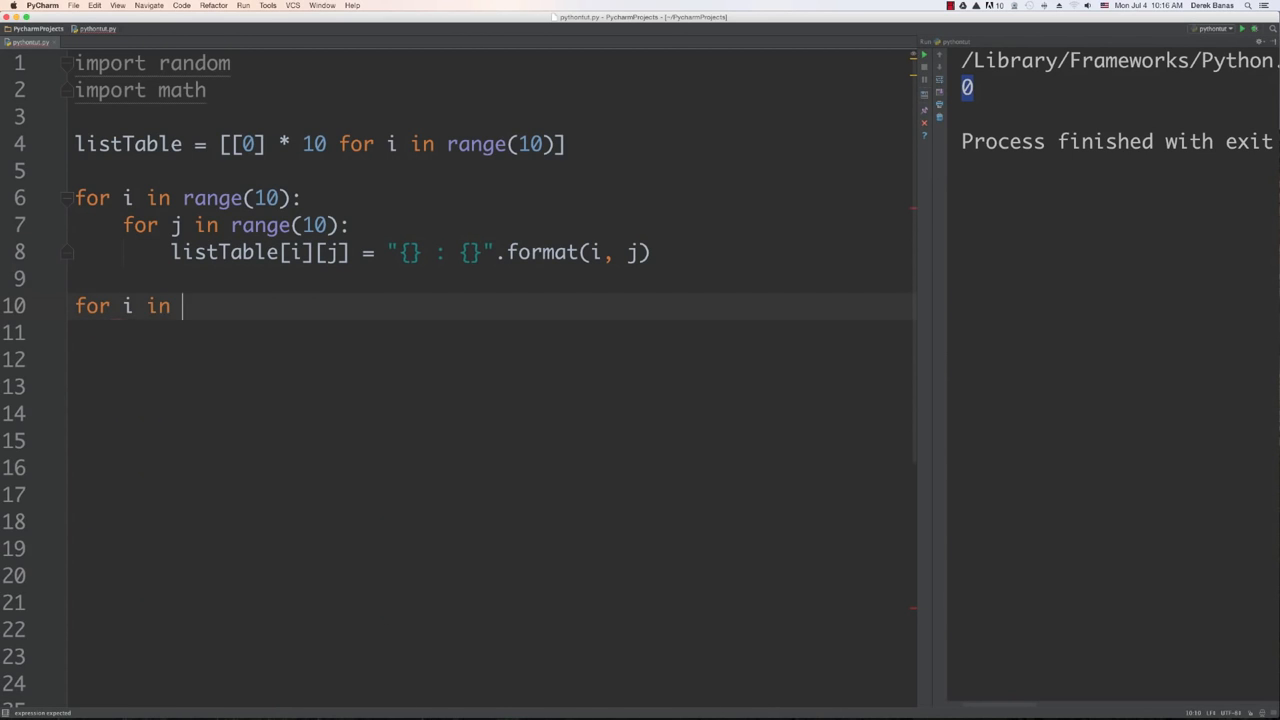 PyCharm File Edit View Navigate Code Refactor Run Tools VCS Window Help
10 Mon Jul 4 10:16 AM Derek Banas
pythontut.py - PycharmProjects - [~/PycharmProjects]
PycharmProjects pythontut.py pythontut
pythontut.py
Run pythontut
1 import random
2 import math
3
4 listTable = [[0] * 10 for i in range(10)]
5
6 for i in range(10):
7 for j in range(10):
8 listTable[i][j] = "{} : {}".format(i, j)
9
10 for i in
11
12
13
14
15
16
17
18
19
20
21
22
23
24
/Library/Frameworks/Python.
0
Process finished with exit
expression expected
10:10 LF‡ UTF-8‡